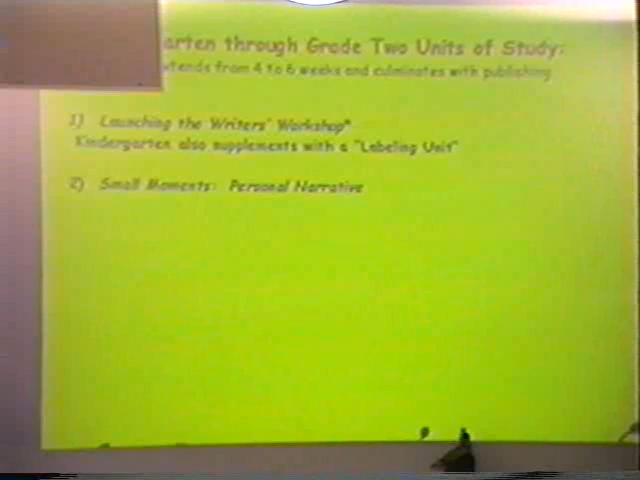 arten through Grade Two Units of Study:
xtends from 4 to 6 weeks and culminates with publishing
1) Launching the Writers' Workshop*
Kindergarten also supplements with a "Labeling Unit"
2) Small Moments: Personal Narrative